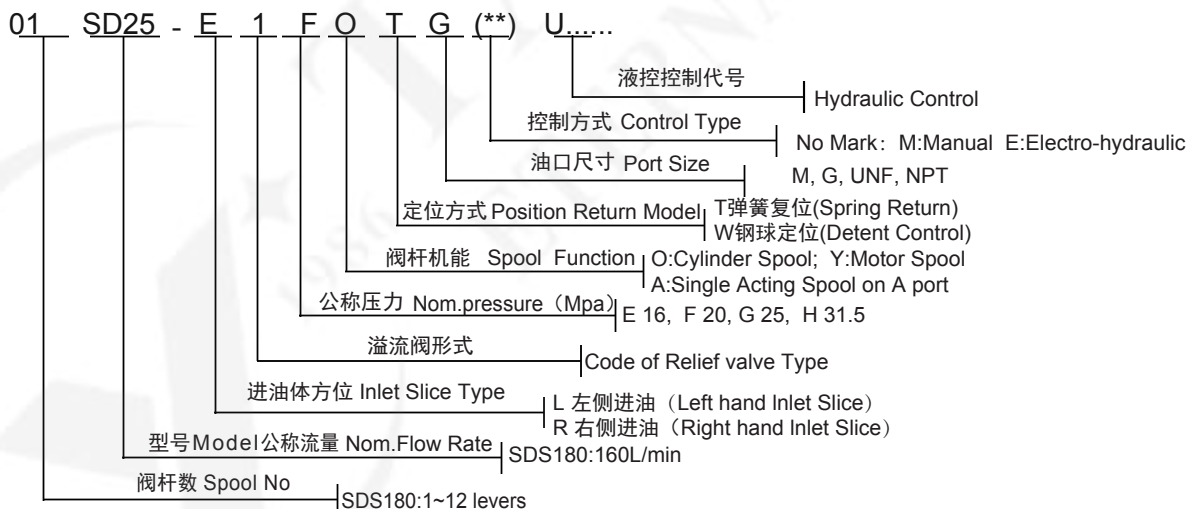 01 SD25 - E 1 F O T G (**) U......
液控控制代号 Hydraulic Control
控制方式 Control Type No Mark: M:Manual E:Electro-hydraulic
油口尺寸 Port Size M, G, UNF, NPT
定位方式 Position Return Model T弹簧复位(Spring Return)
W钢球定位(Detent Control)
阀杆机能 Spool Function O:Cylinder Spool; Y:Motor Spool
A:Single Acting Spool on A port
公称压力 Nom.pressure（Mpa） E 16, F 20, G 25, H 31.5
溢流阀形式 Code of Relief valve Type
进油体方位 Inlet Slice Type L 左侧进油（Left hand Inlet Slice）
R 右侧进油（Right hand Inlet Slice）
型号Model公称流量 Nom.Flow Rate SDS180:160L/min
阀杆数 Spool No SDS180:1~12 levers
1986